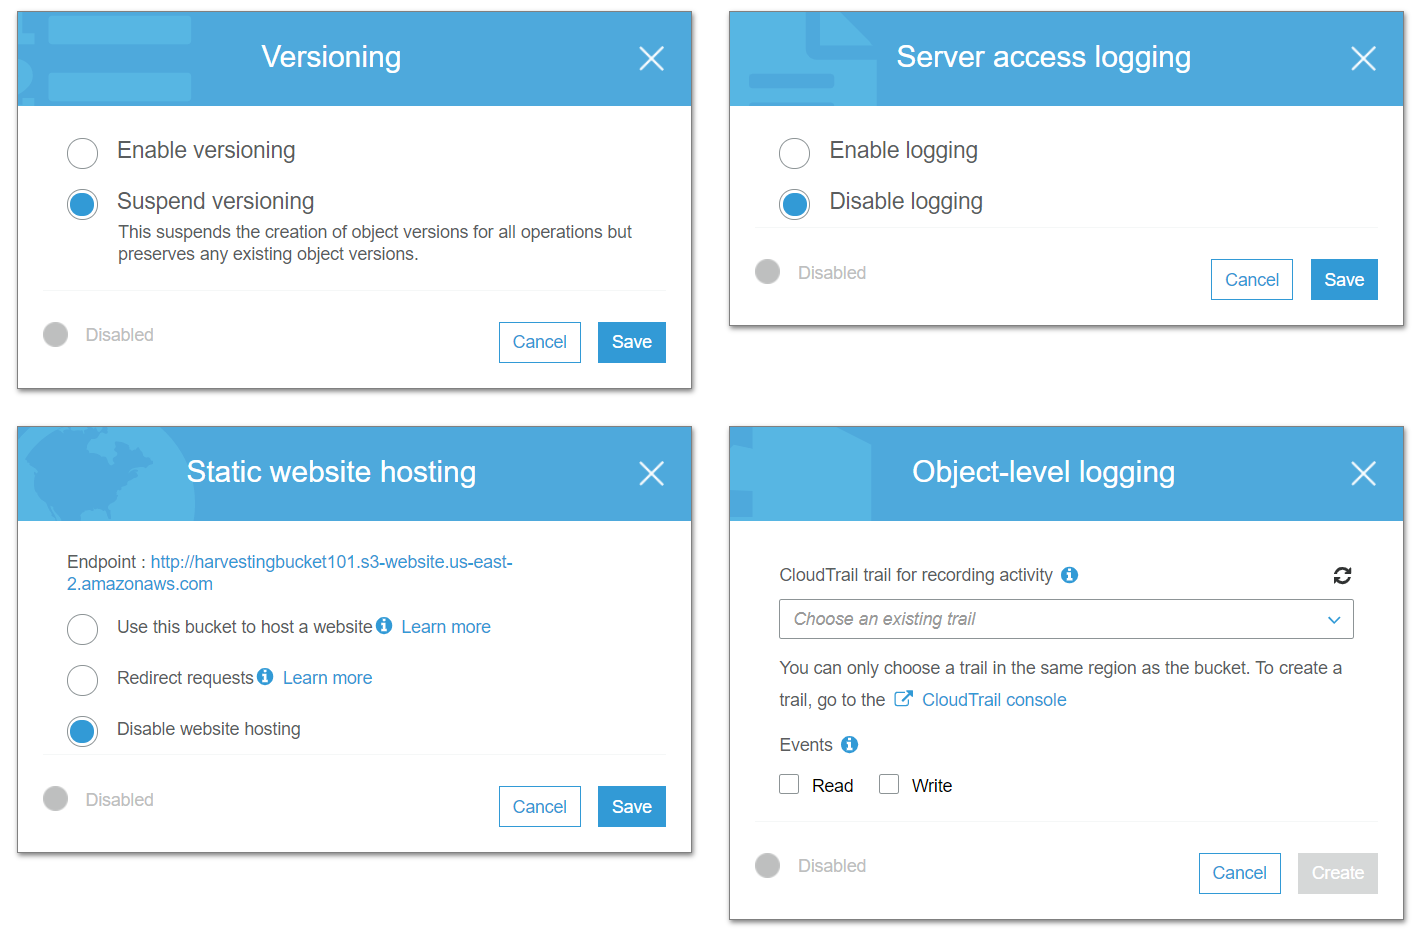 Versioning
Enable versioning
Suspend versioning
This suspends the creation of object versions for all operations but
preserves any existing object versions.
Disabled
Cancel
Save
Server access logging
Enable logging
Disable logging
Disabled
Cancel
Save
Static website hosting
Endpoint : http://harvestingbucket101.s3-website.us-east-
2.amazonaws.com
Use this bucket to host a website Learn more
Redirect requests Learn more
Disable website hosting
Disabled
Cancel
Save
Object-level logging
CloudTrail trail for recording activity
Choose an existing trail
You can only choose a trail in the same region as the bucket. To create a
trail, go to the CloudTrail console
Events
Read Write
Disabled
Cancel
Create